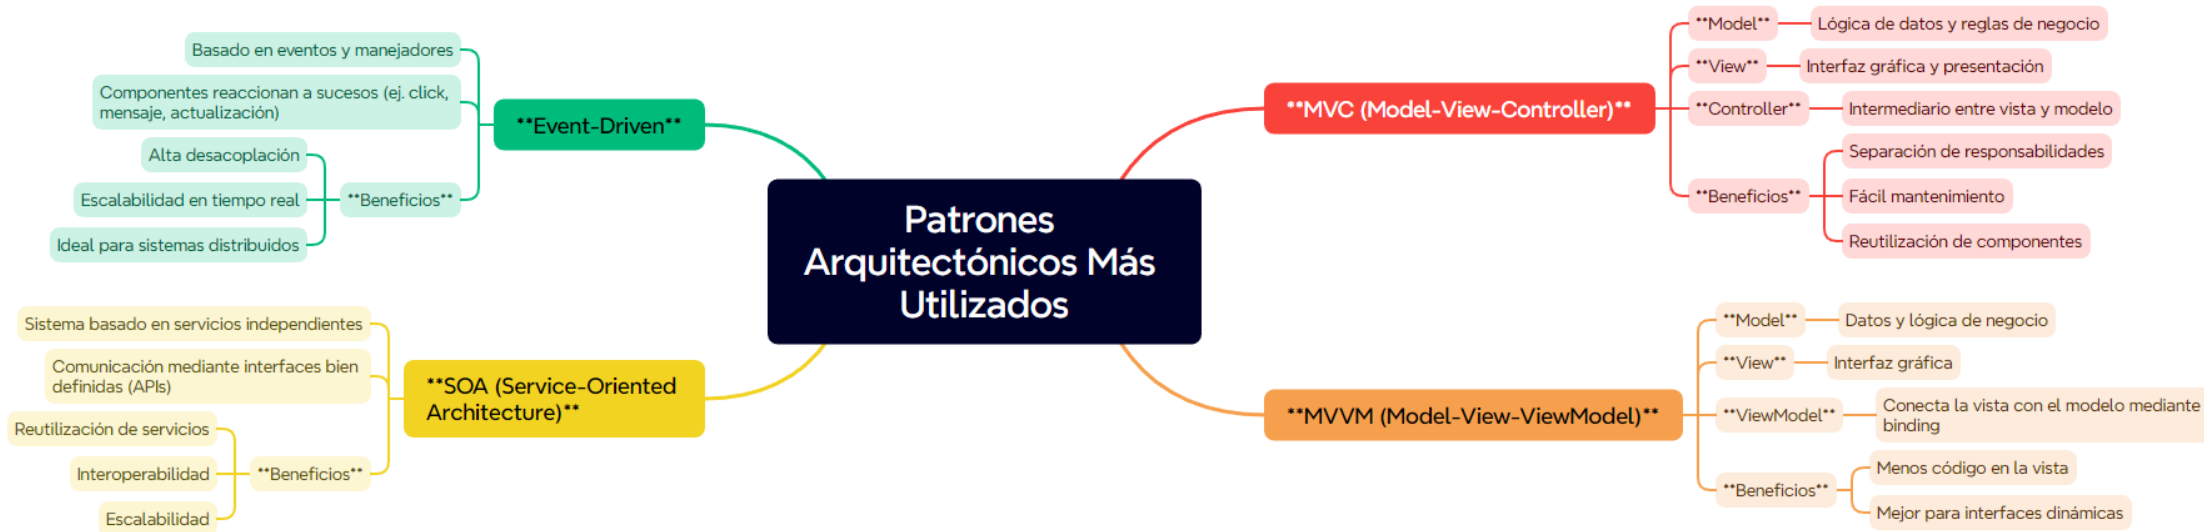 Patrones
Arquitectónicos Más
Utilizados
**MVC (Model-View-Controller)**
**Model**
Lógica de datos y reglas de negocio
**View**
Interfaz gráfica y presentación
**Controller**
Intermediario entre vista y modelo
**Beneficios**
Separación de responsabilidades
Fácil mantenimiento
Reutilización de componentes
**MVVM (Model-View-ViewModel)**
**Model**
Datos y lógica de negocio
**View**
Interfaz gráfica
**ViewModel**
Conecta la vista con el modelo mediante
binding
**Beneficios**
Menos código en la vista
Mejor para interfaces dinámicas
**Event-Driven**
Basado en eventos y manejadores
Componentes reaccionan a sucesos (ej. click,
mensaje, actualización)
**Beneficios**
Alta desacoplación
Escalabilidad en tiempo real
Ideal para sistemas distribuidos
**SOA (Service-Oriented
Architecture)**
Sistema basado en servicios independientes
Comunicación mediante interfaces bien
definidas (APIs)
**Beneficios**
Reutilización de servicios
Interoperabilidad
Escalabilidad